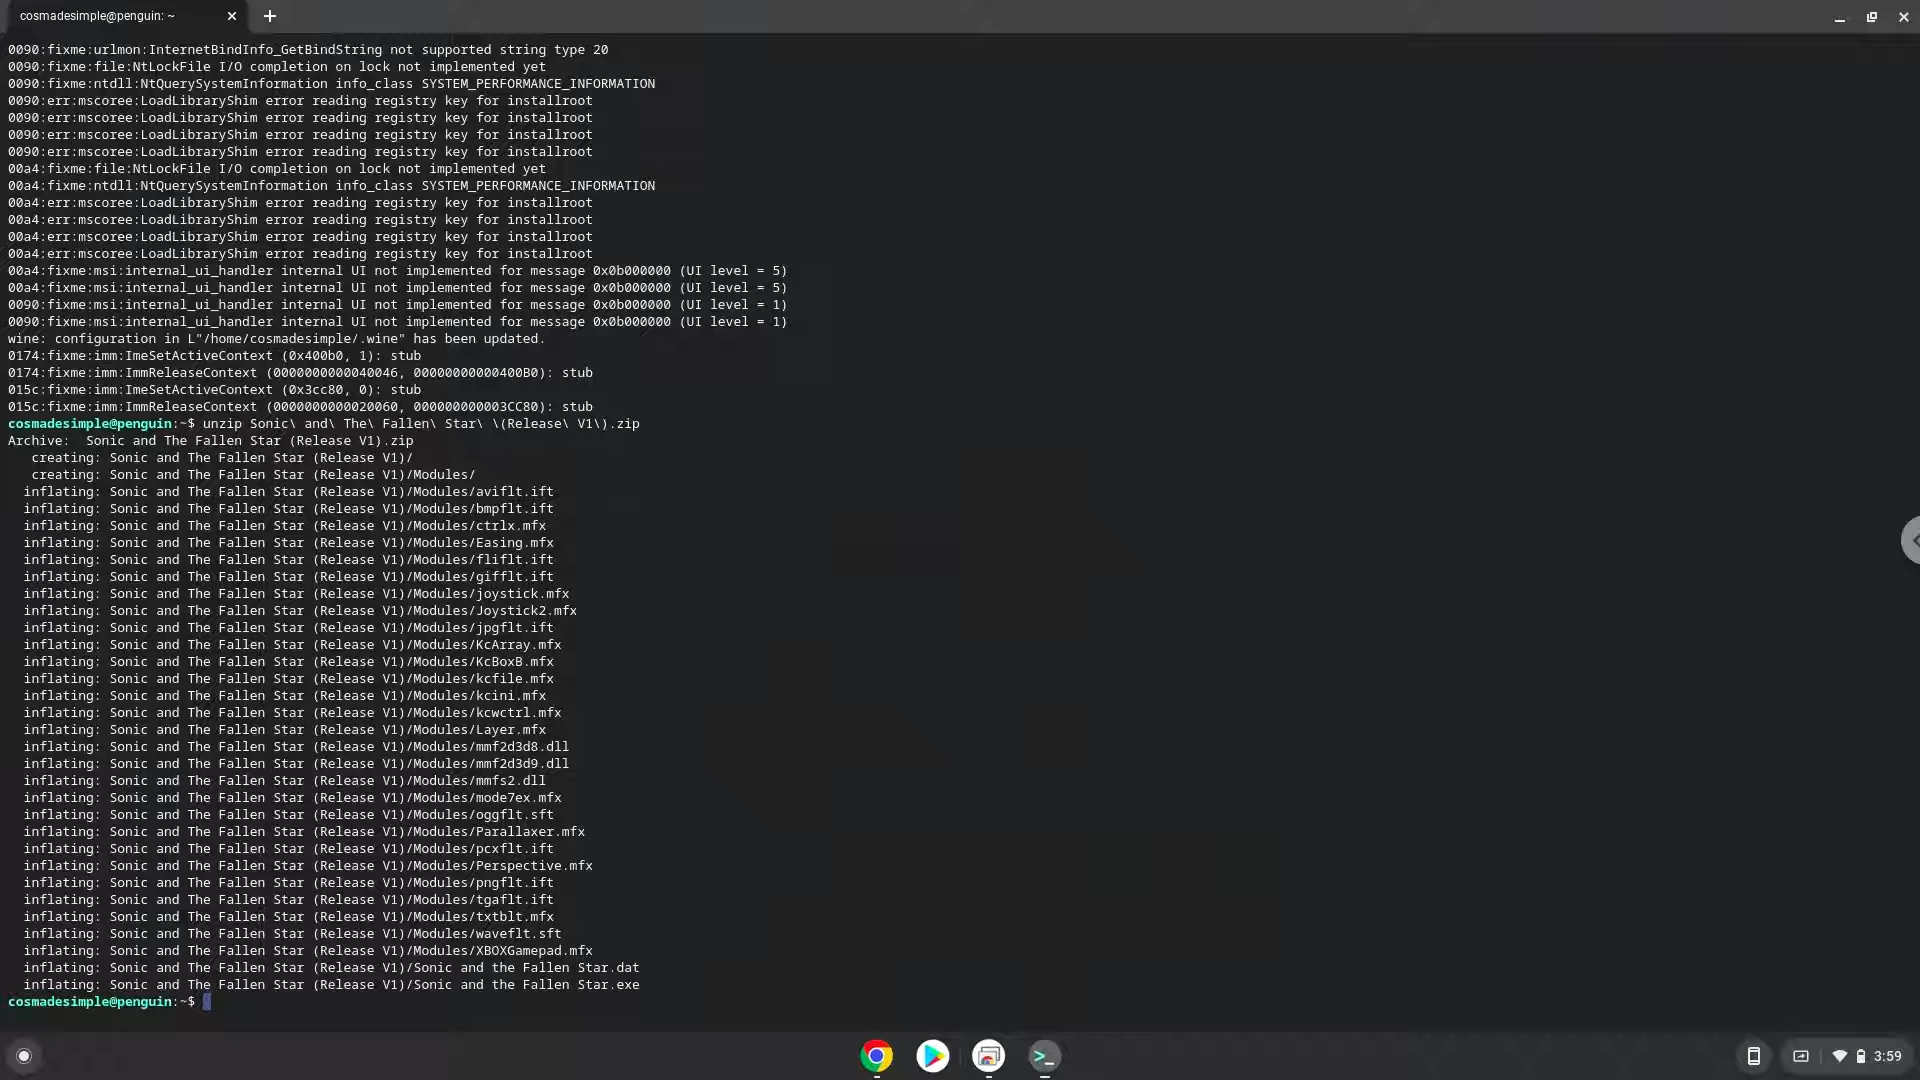 cosmadesimple@penguin: ~
0090:fixme:urlmon:InternetBindInfo_GetBindString not supported string type 20
0090:fixme:file:NtLockFile I/O completion on lock not implemented yet
0090:fixme:ntdll:NtQuerySystemInformation info_class SYSTEM_PERFORMANCE_INFORMATION
0090:err:mscoree:LoadLibraryShim error reading registry key for installroot
0090:err:mscoree:LoadLibraryShim error reading registry key for installroot
0090:err:mscoree:LoadLibraryShim error reading registry key for installroot
0090:err:mscoree:LoadLibraryShim error reading registry key for installroot
00a4:fixme:file:NtLockFile I/O completion on lock not implemented yet
00a4:fixme:ntdll:NtQuerySystemInformation info_class SYSTEM_PERFORMANCE_INFORMATION
00a4:err:mscoree:LoadLibraryShim error reading registry key for installroot
00a4:err:mscoree:LoadLibraryShim error reading registry key for installroot
00a4:err:mscoree:LoadLibraryShim error reading registry key for installroot
00a4:err:mscoree:LoadLibraryShim error reading registry key for installroot
00a4:fixme:msi:internal_ui_handler internal UI not implemented for message 0x0b000000 (UI level = 5)
00a4:fixme:msi:internal_ui_handler internal UI not implemented for message 0x0b000000 (UI level = 5)
0090:fixme:msi:internal_ui_handler internal UI not implemented for message 0x0b000000 (UI level = 1)
0090:fixme:msi:internal_ui_handler internal UI not implemented for message 0x0b000000 (UI level = 1)
wine: configuration in L"/home/cosmadesimple/.wine" has been updated.
0174:fixme:imm:ImeSetActiveContext (0x400b0, 1): stub
0174:fixme:imm:ImmReleaseContext (0000000000040046, 00000000000400B0): stub
015c:fixme:imm:ImeSetActiveContext (0x3cc80, 0): stub
015c:fixme:imm:ImmReleaseContext (0000000000020060, 000000000003CC80): stub
cosmadesimple@penguin:~$ unzip Sonic\ and\ The\ Fallen\ Star\ \(Release\ V1\).zip
Archive:  Sonic and The Fallen Star (Release V1).zip
creating: Sonic and The Fallen Star (Release V1)/
creating: Sonic and The Fallen Star (Release V1)/Modules/
inflating: Sonic and The Fallen Star (Release V1)/Modules/aviflt.ift
inflating: Sonic and The Fallen Star (Release V1)/Modules/bmpflt.ift
inflating: Sonic and The Fallen Star (Release V1)/Modules/ctrlx.mfx
inflating: Sonic and The Fallen Star (Release V1)/Modules/Easing.mfx
inflating: Sonic and The Fallen Star (Release V1)/Modules/fliflt.ift
inflating: Sonic and The Fallen Star (Release V1)/Modules/gifflt.ift
inflating: Sonic and The Fallen Star (Release V1)/Modules/joystick.mfx
inflating: Sonic and The Fallen Star (Release V1)/Modules/Joystick2.mfx
inflating: Sonic and The Fallen Star (Release V1)/Modules/jpgflt.ift
inflating: Sonic and The Fallen Star (Release V1)/Modules/KcArray.mfx
inflating: Sonic and The Fallen Star (Release V1)/Modules/KcBoxB.mfx
inflating: Sonic and The Fallen Star (Release V1)/Modules/kcfile.mfx
inflating: Sonic and The Fallen Star (Release V1)/Modules/kcini.mfx
inflating: Sonic and The Fallen Star (Release V1)/Modules/kcwctrl.mfx
inflating: Sonic and The Fallen Star (Release V1)/Modules/Layer.mfx
inflating: Sonic and The Fallen Star (Release V1)/Modules/mmf2d3d8.dll
inflating: Sonic and The Fallen Star (Release V1)/Modules/mmf2d3d9.dll
inflating: Sonic and The Fallen Star (Release V1)/Modules/mmfs2.dll
inflating: Sonic and The Fallen Star (Release V1)/Modules/mode7ex.mfx
inflating: Sonic and The Fallen Star (Release V1)/Modules/oggflt.sft
inflating: Sonic and The Fallen Star (Release V1)/Modules/Parallaxer.mfx
inflating: Sonic and The Fallen Star (Release V1)/Modules/pcxflt.ift
inflating: Sonic and The Fallen Star (Release V1)/Modules/Perspective.mfx
inflating: Sonic and The Fallen Star (Release V1)/Modules/pngflt.ift
inflating: Sonic and The Fallen Star (Release V1)/Modules/tgaflt.ift
inflating: Sonic and The Fallen Star (Release V1)/Modules/txtblt.mfx
inflating: Sonic and The Fallen Star (Release V1)/Modules/waveflt.sft
inflating: Sonic and The Fallen Star (Release V1)/Modules/XBOXGamepad.mfx
inflating: Sonic and The Fallen Star (Release V1)/Sonic and the Fallen Star.dat
inflating: Sonic and The Fallen Star (Release V1)/Sonic and the Fallen Star.exe
cosmadesimple@penguin:~$
3:59